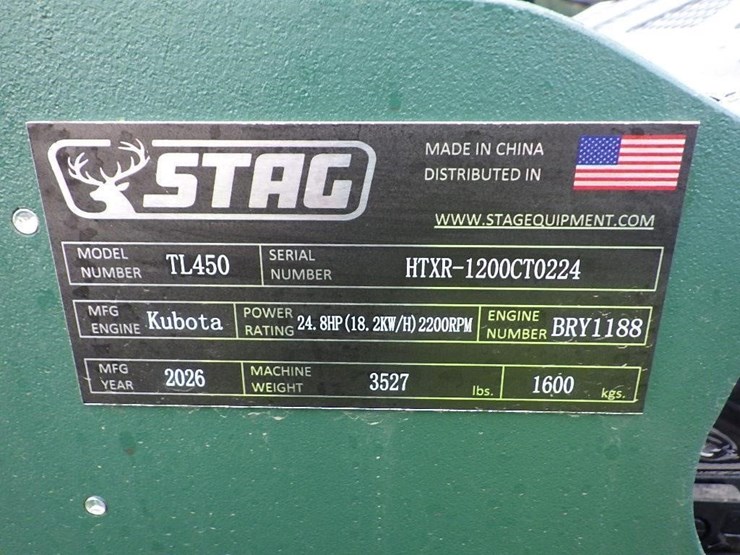 STAG
MADE IN CHINA
DISTRIBUTED IN
WWW.STAGEQUIPMENT.COM
MODEL NUMBER TL450 SERIAL NUMBER HTXR-1200CT0224
MFG ENGINE Kubota POWER RATING 24.8HP(18.2KW/H)2200RPM ENGINE NUMBER BRY1188
MFG YEAR 2026 MACHINE WEIGHT 3527 lbs. 1600 kgs.